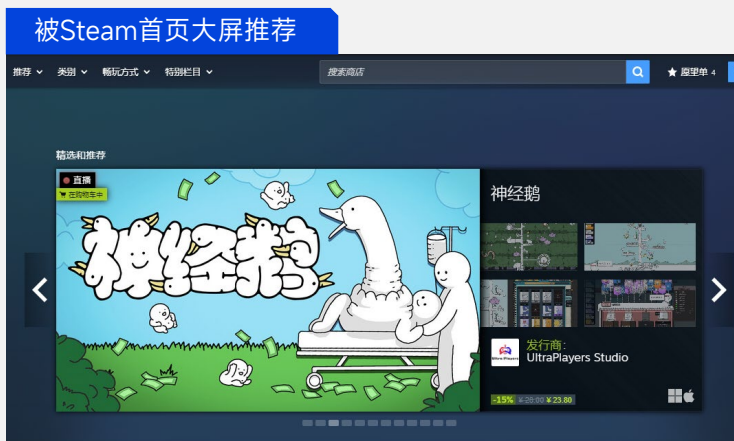 被Steam首页大屏推荐
推荐 类别 畅玩方式 特别栏目 搜索商店 愿望单 4
精选和推荐
直播
在购物车中
神经鹅
神经鹅
发行商:
UltraPlayers Studio
-15% ¥ 28.00 ¥ 23.80